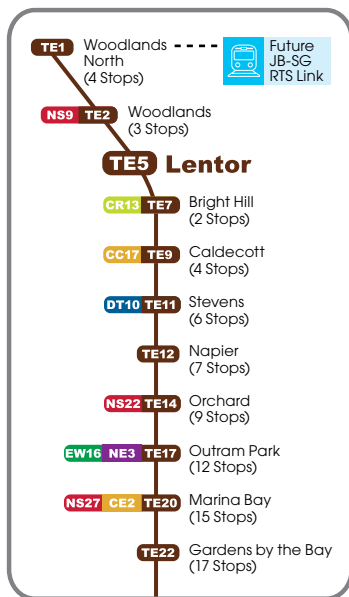 TE1 Woodlands
North
(4 Stops)
Future
JB-SG
RTS Link
NS9 TE2 Woodlands
(3 Stops)
TE5 Lentor
CR13 TE7 Bright Hill
(2 Stops)
CC17 TE9 Caldecott
(4 Stops)
DT10 TE11 Stevens
(6 Stops)
TE12 Napier
(7 Stops)
NS22 TE14 Orchard
(9 Stops)
EW16 NE3 TE17 Outram Park
(12 Stops)
NS27 CE2 TE20 Marina Bay
(15 Stops)
TE22 Gardens by the Bay
(17 Stops)